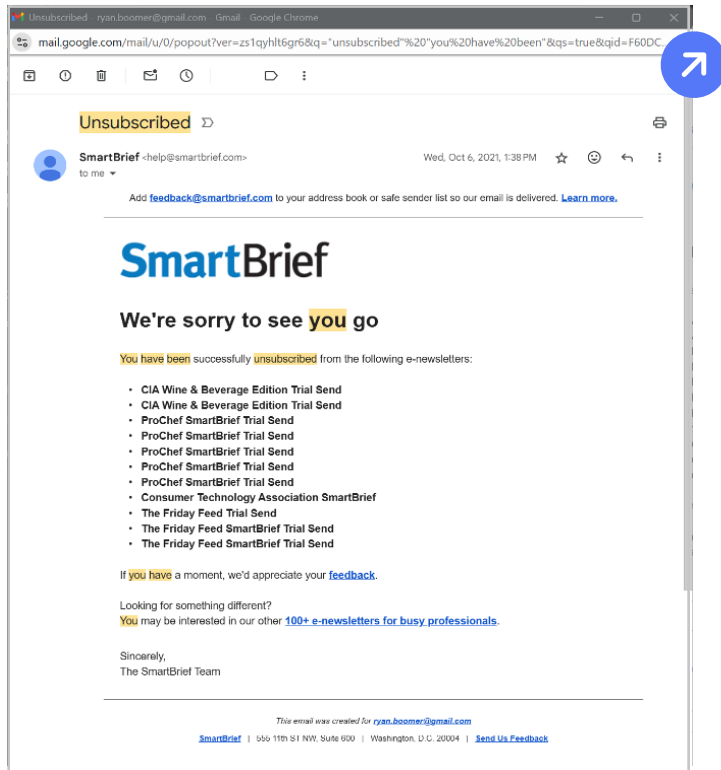 Unsubscribed - ryan.boomer@gmail.com - Gmail - Google Chrome
mail.google.com/mail/u/0/popout?ver=zs1qyhlt6gr6&q="unsubscribed"%20"you%20have%20been"&qs=true&qid=F60DC...
Unsubscribed
SmartBrief <help@smartbrief.com>
Wed, Oct 6, 2021, 1:38 PM
to me
Add feedback@smartbrief.com to your address book or safe sender list so our email is delivered. Learn more.
SmartBrief
We're sorry to see you go
You have been successfully unsubscribed from the following e-newsletters:
• CIA Wine & Beverage Edition Trial Send
• CIA Wine & Beverage Edition Trial Send
• ProChef SmartBrief Trial Send
• ProChef SmartBrief Trial Send
• ProChef SmartBrief Trial Send
• ProChef SmartBrief Trial Send
• ProChef SmartBrief Trial Send
• Consumer Technology Association SmartBrief
• The Friday Feed Trial Send
• The Friday Feed SmartBrief Trial Send
• The Friday Feed SmartBrief Trial Send
If you have a moment, we'd appreciate your feedback.
Looking for something different?
You may be interested in our other 100+ e-newsletters for busy professionals.
Sincerely,
The SmartBrief Team
This email was created for ryan.boomer@gmail.com
SmartBrief | 555 11th ST NW, Suite 600 | Washington, D.C. 20004 | Send Us Feedback